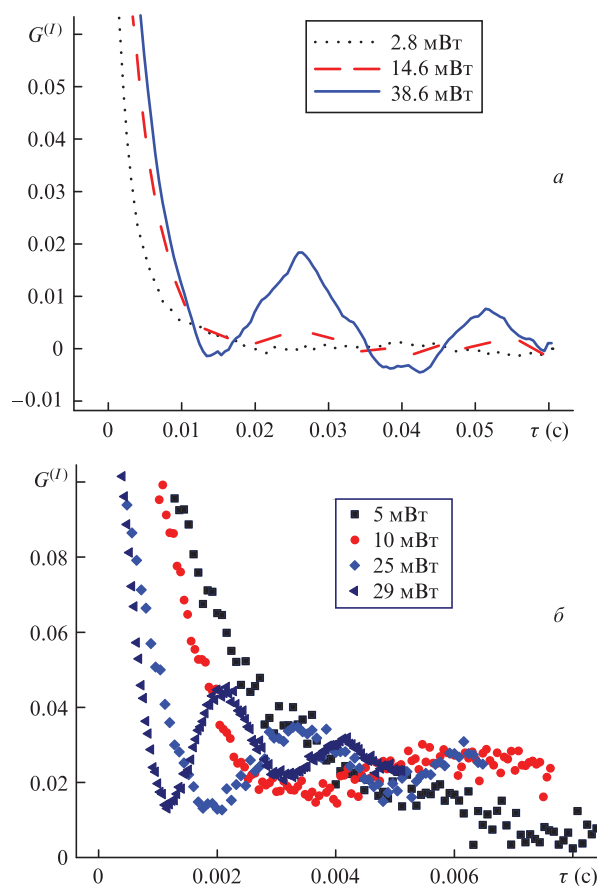 G^(I)
2.8 мВт
14.6 мВт
38.6 мВт
0.05
0.04
а
0.03
0.02
0.01
0
−0.01
0 0.01 0.02 0.03 0.04 0.05 τ (с)
G^(I)
5 мВт
10 мВт
25 мВт
29 мВт
0.08
б
0.06
0.04
0.02
0
0 0.002 0.004 0.006 τ (с)